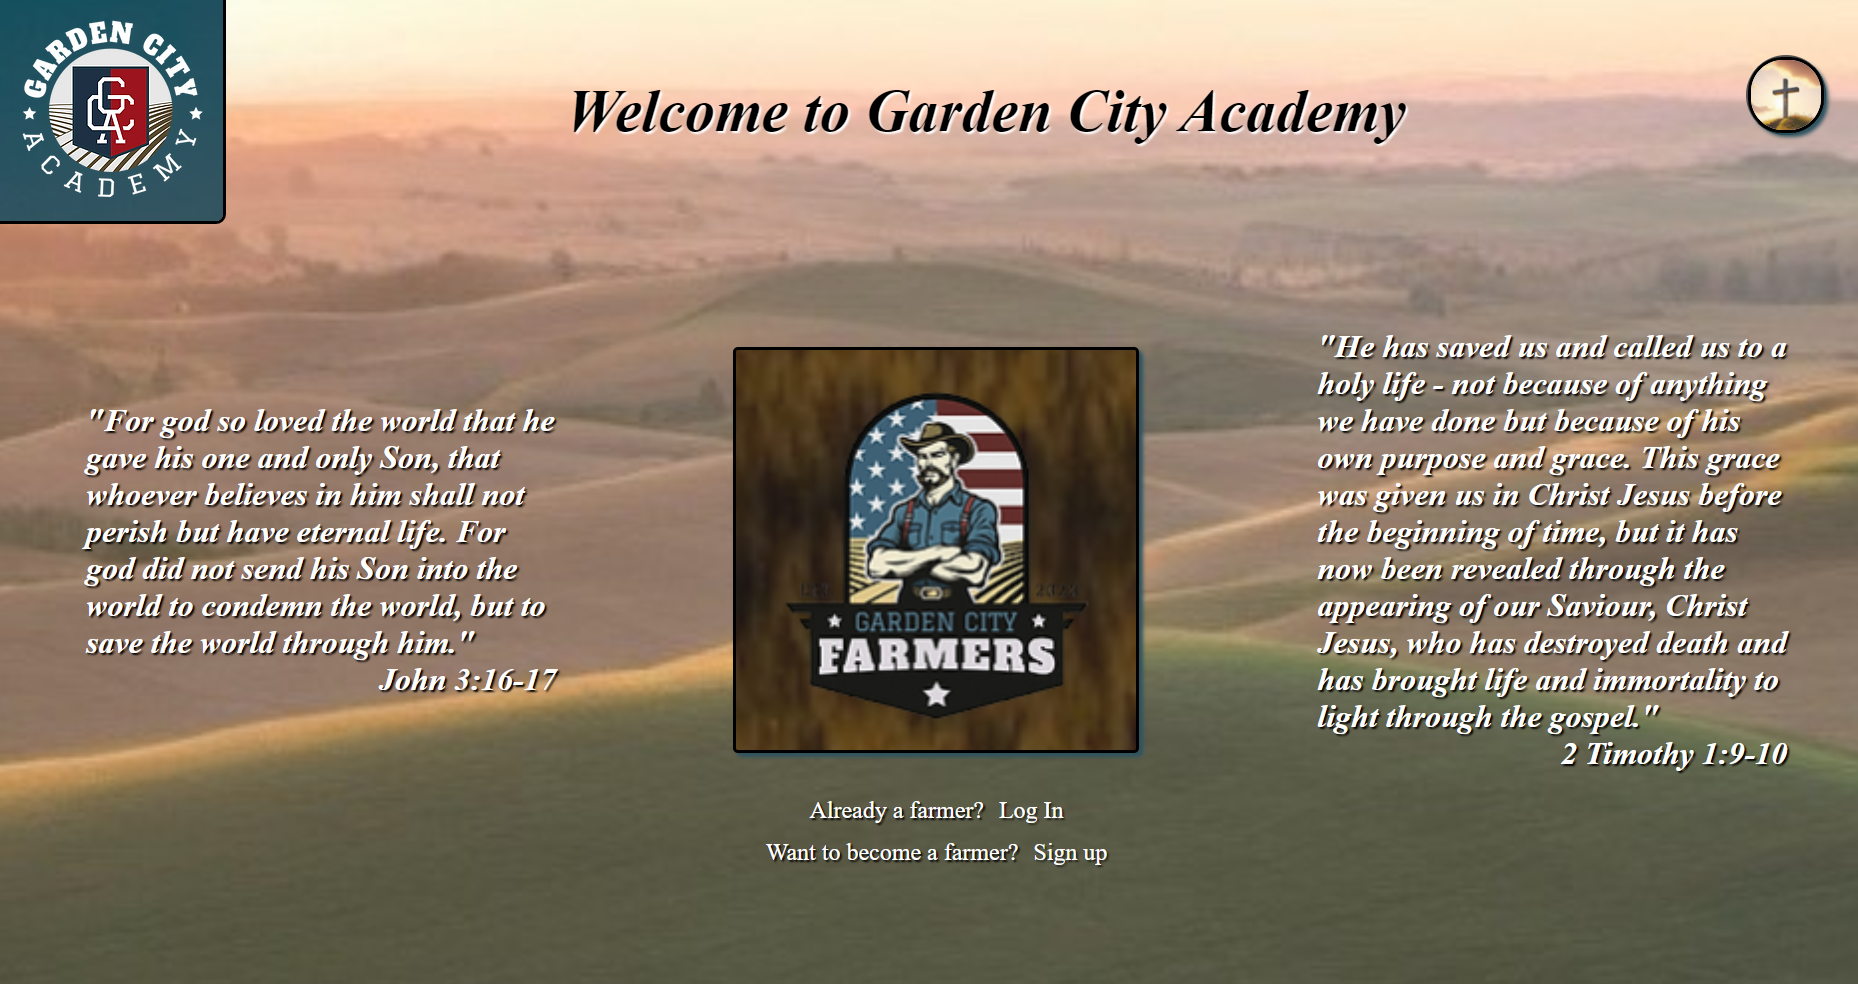 GARDEN CITY
GCA
ACADEMY
Welcome to Garden City Academy
"For god so loved the world that he
gave his one and only Son, that
whoever believes in him shall not
perish but have eternal life. For
god did not send his Son into the
world to condemn the world, but to
save the world through him."
John 3:16-17
GARDEN CITY
FARMERS
"He has saved us and called us to a
holy life - not because of anything
we have done but because of his
own purpose and grace. This grace
was given us in Christ Jesus before
the beginning of time, but it has
now been revealed through the
appearing of our Saviour, Christ
Jesus, who has destroyed death and
has brought life and immortality to
light through the gospel."
2 Timothy 1:9-10
Already a farmer? Log In
Want to become a farmer? Sign up